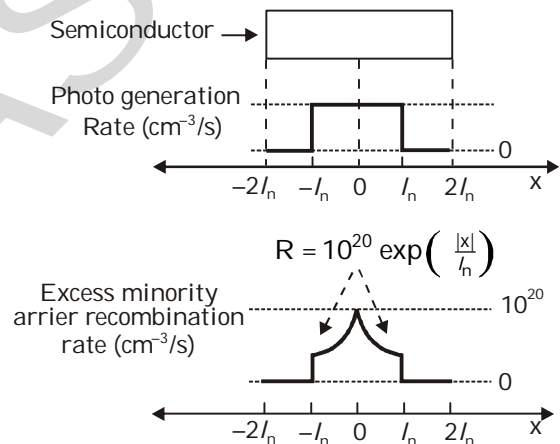 Semiconductor
Photo generation
Rate (cm⁻³/s)
0
−2lₙ −lₙ 0 lₙ 2lₙ x
R = 10²⁰ exp( |x|/lₙ )
Excess minority
arrier recombination
rate (cm⁻³/s)
10²⁰
0
−2lₙ −lₙ 0 lₙ 2lₙ x